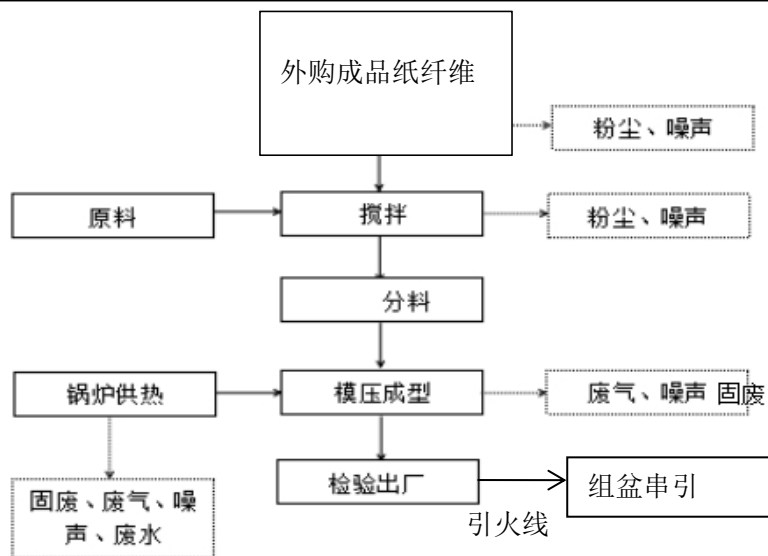 外购成品纸纤维
粉尘、噪声
原料
搅拌
粉尘、噪声
分料
锅炉供热
模压成型
废气、噪声 固废
固废、废气、噪
声、废水
检验出厂
引火线
组盆串引